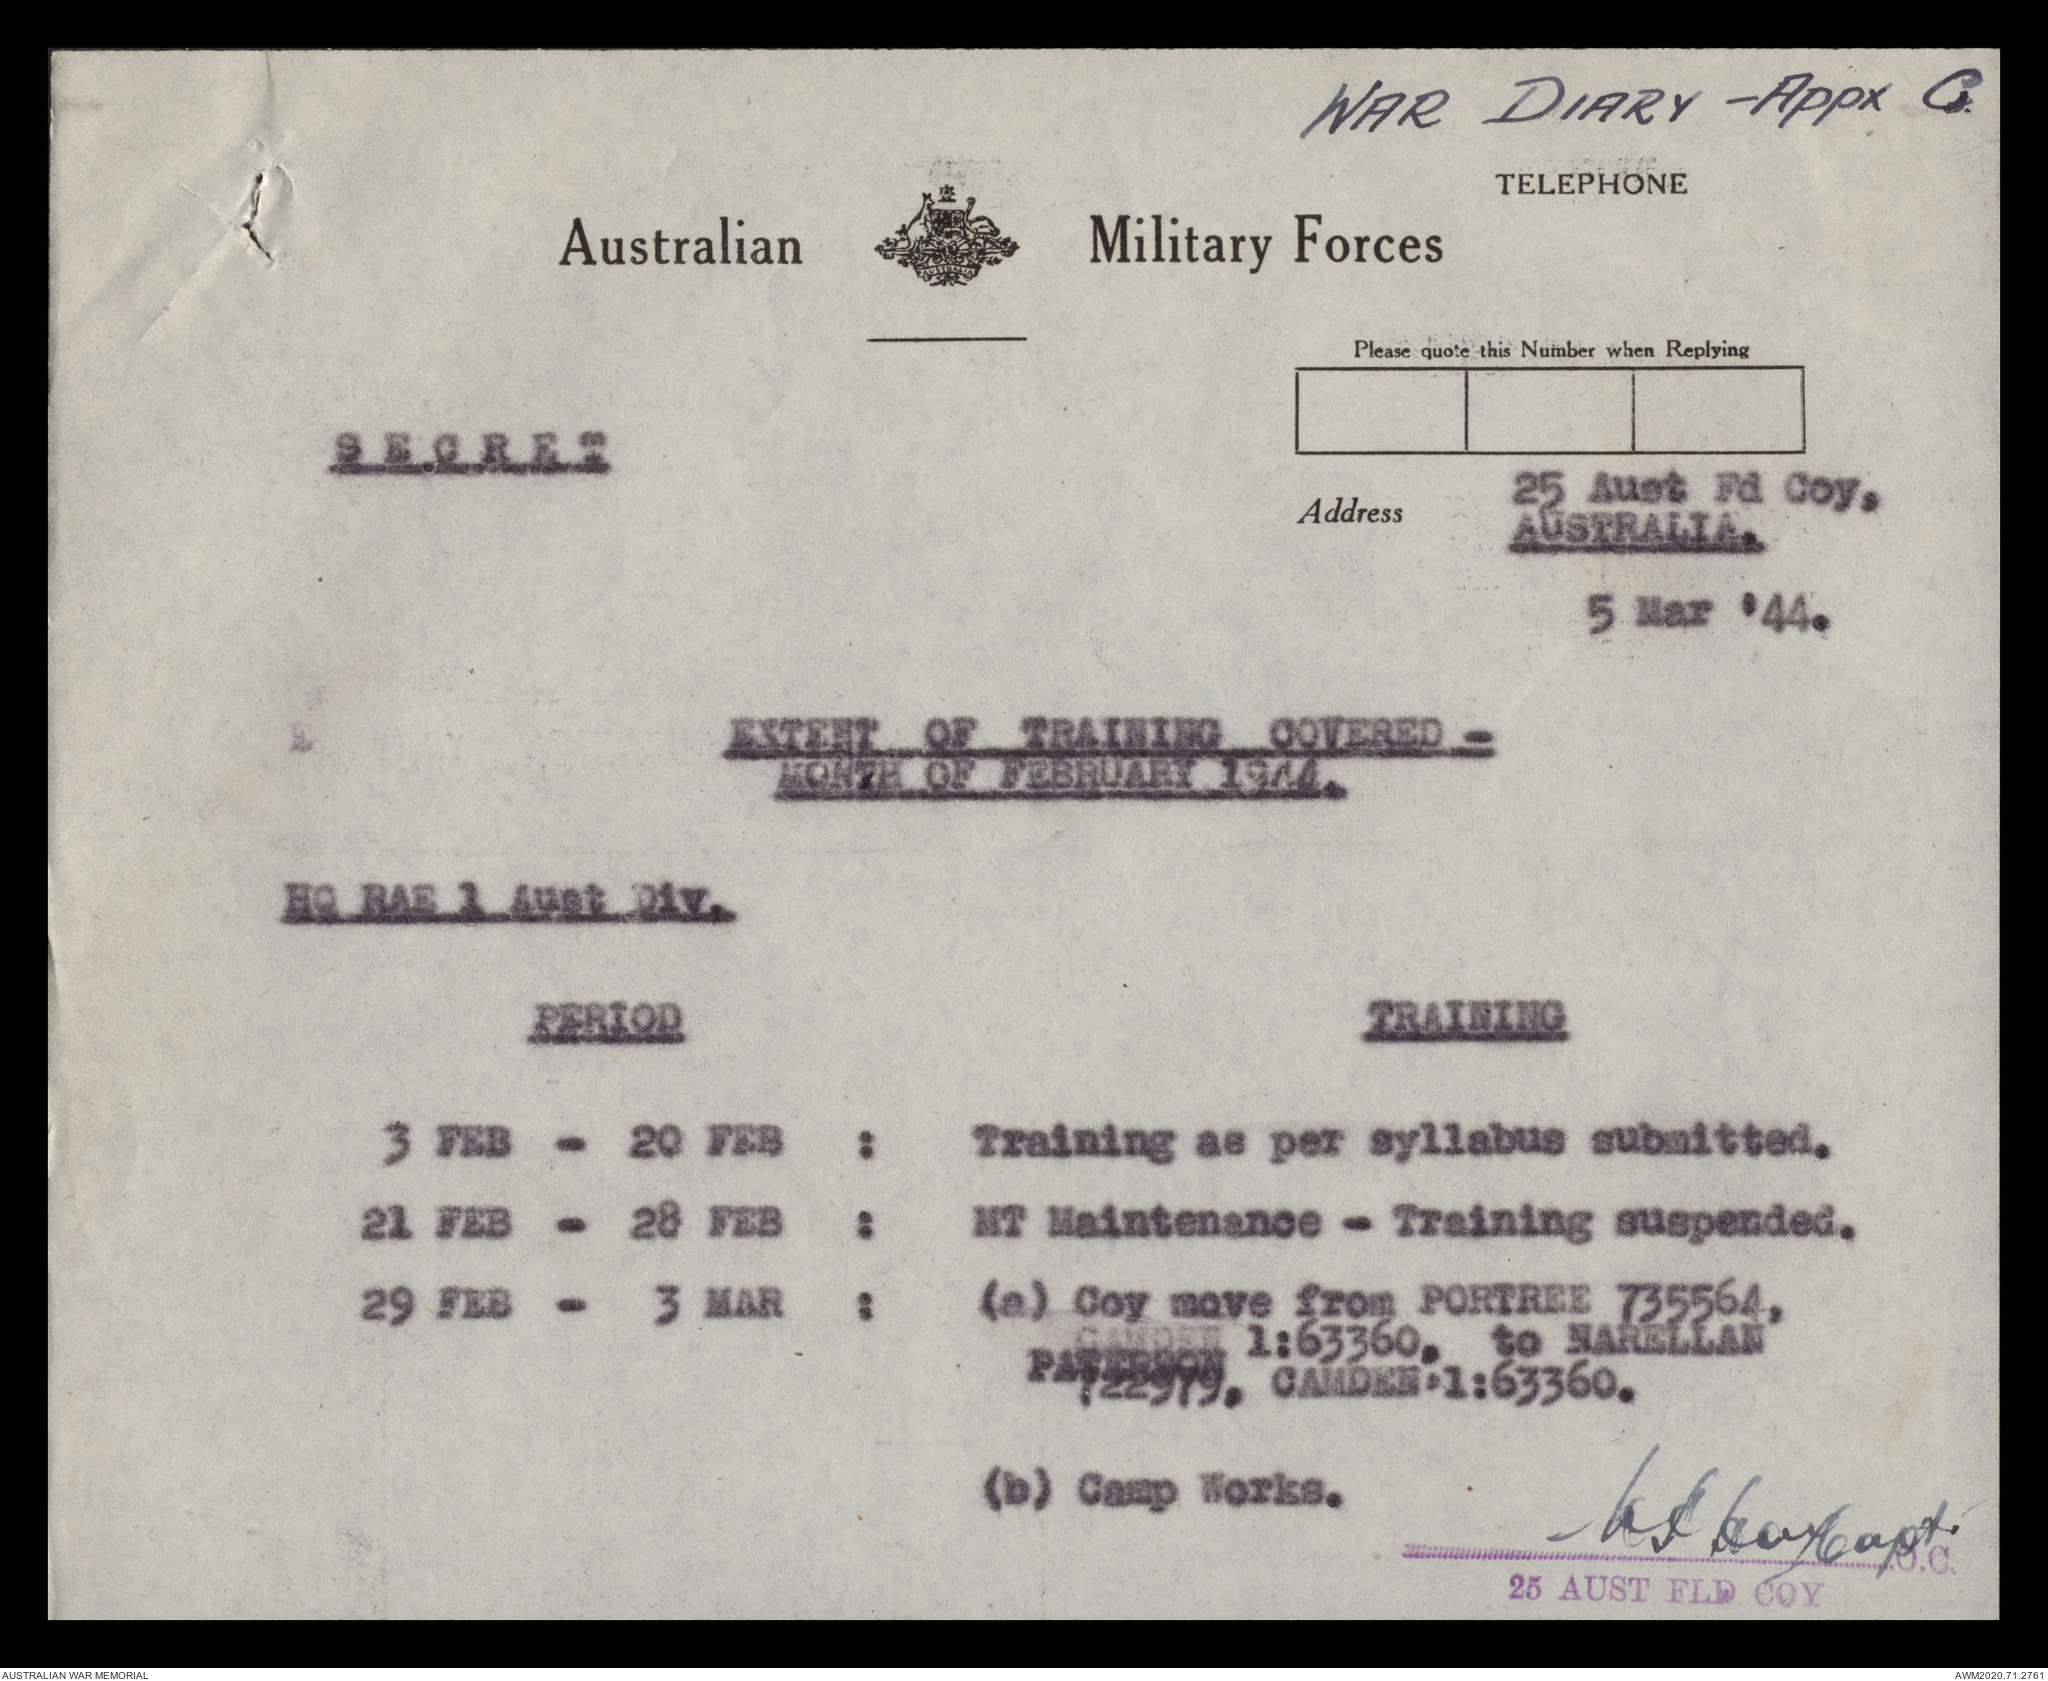 WAR DIARY - Appx C.
TELEPHONE
Australian Military Forces
AUSTRALIA
Please quote this Number when Replying
SECRET
Address 25 Aust Fd Coy,
AUSTRALIA.
5 Mar '44.
EXTENT OF TRAINING COVERED -
MONTH OF FEBRUARY 1944.
HQ RAE 1 Aust Div.
PERIOD TRAINING
3 FEB - 20 FEB : Training as per syllabus submitted.
21 FEB - 28 FEB : MT Maintenance - Training suspended.
29 FEB - 3 MAR : (a) Coy move from PORTREE 735564,
CAMDEN 1:63360, to NARELLAN
PATERSON
722979, CAMDEN 1:63360.
(b) Camp Works.
Capt.
O.C.
25 AUST FLD COY
AUSTRALIAN WAR MEMORIAL
AWM2020.71.2761